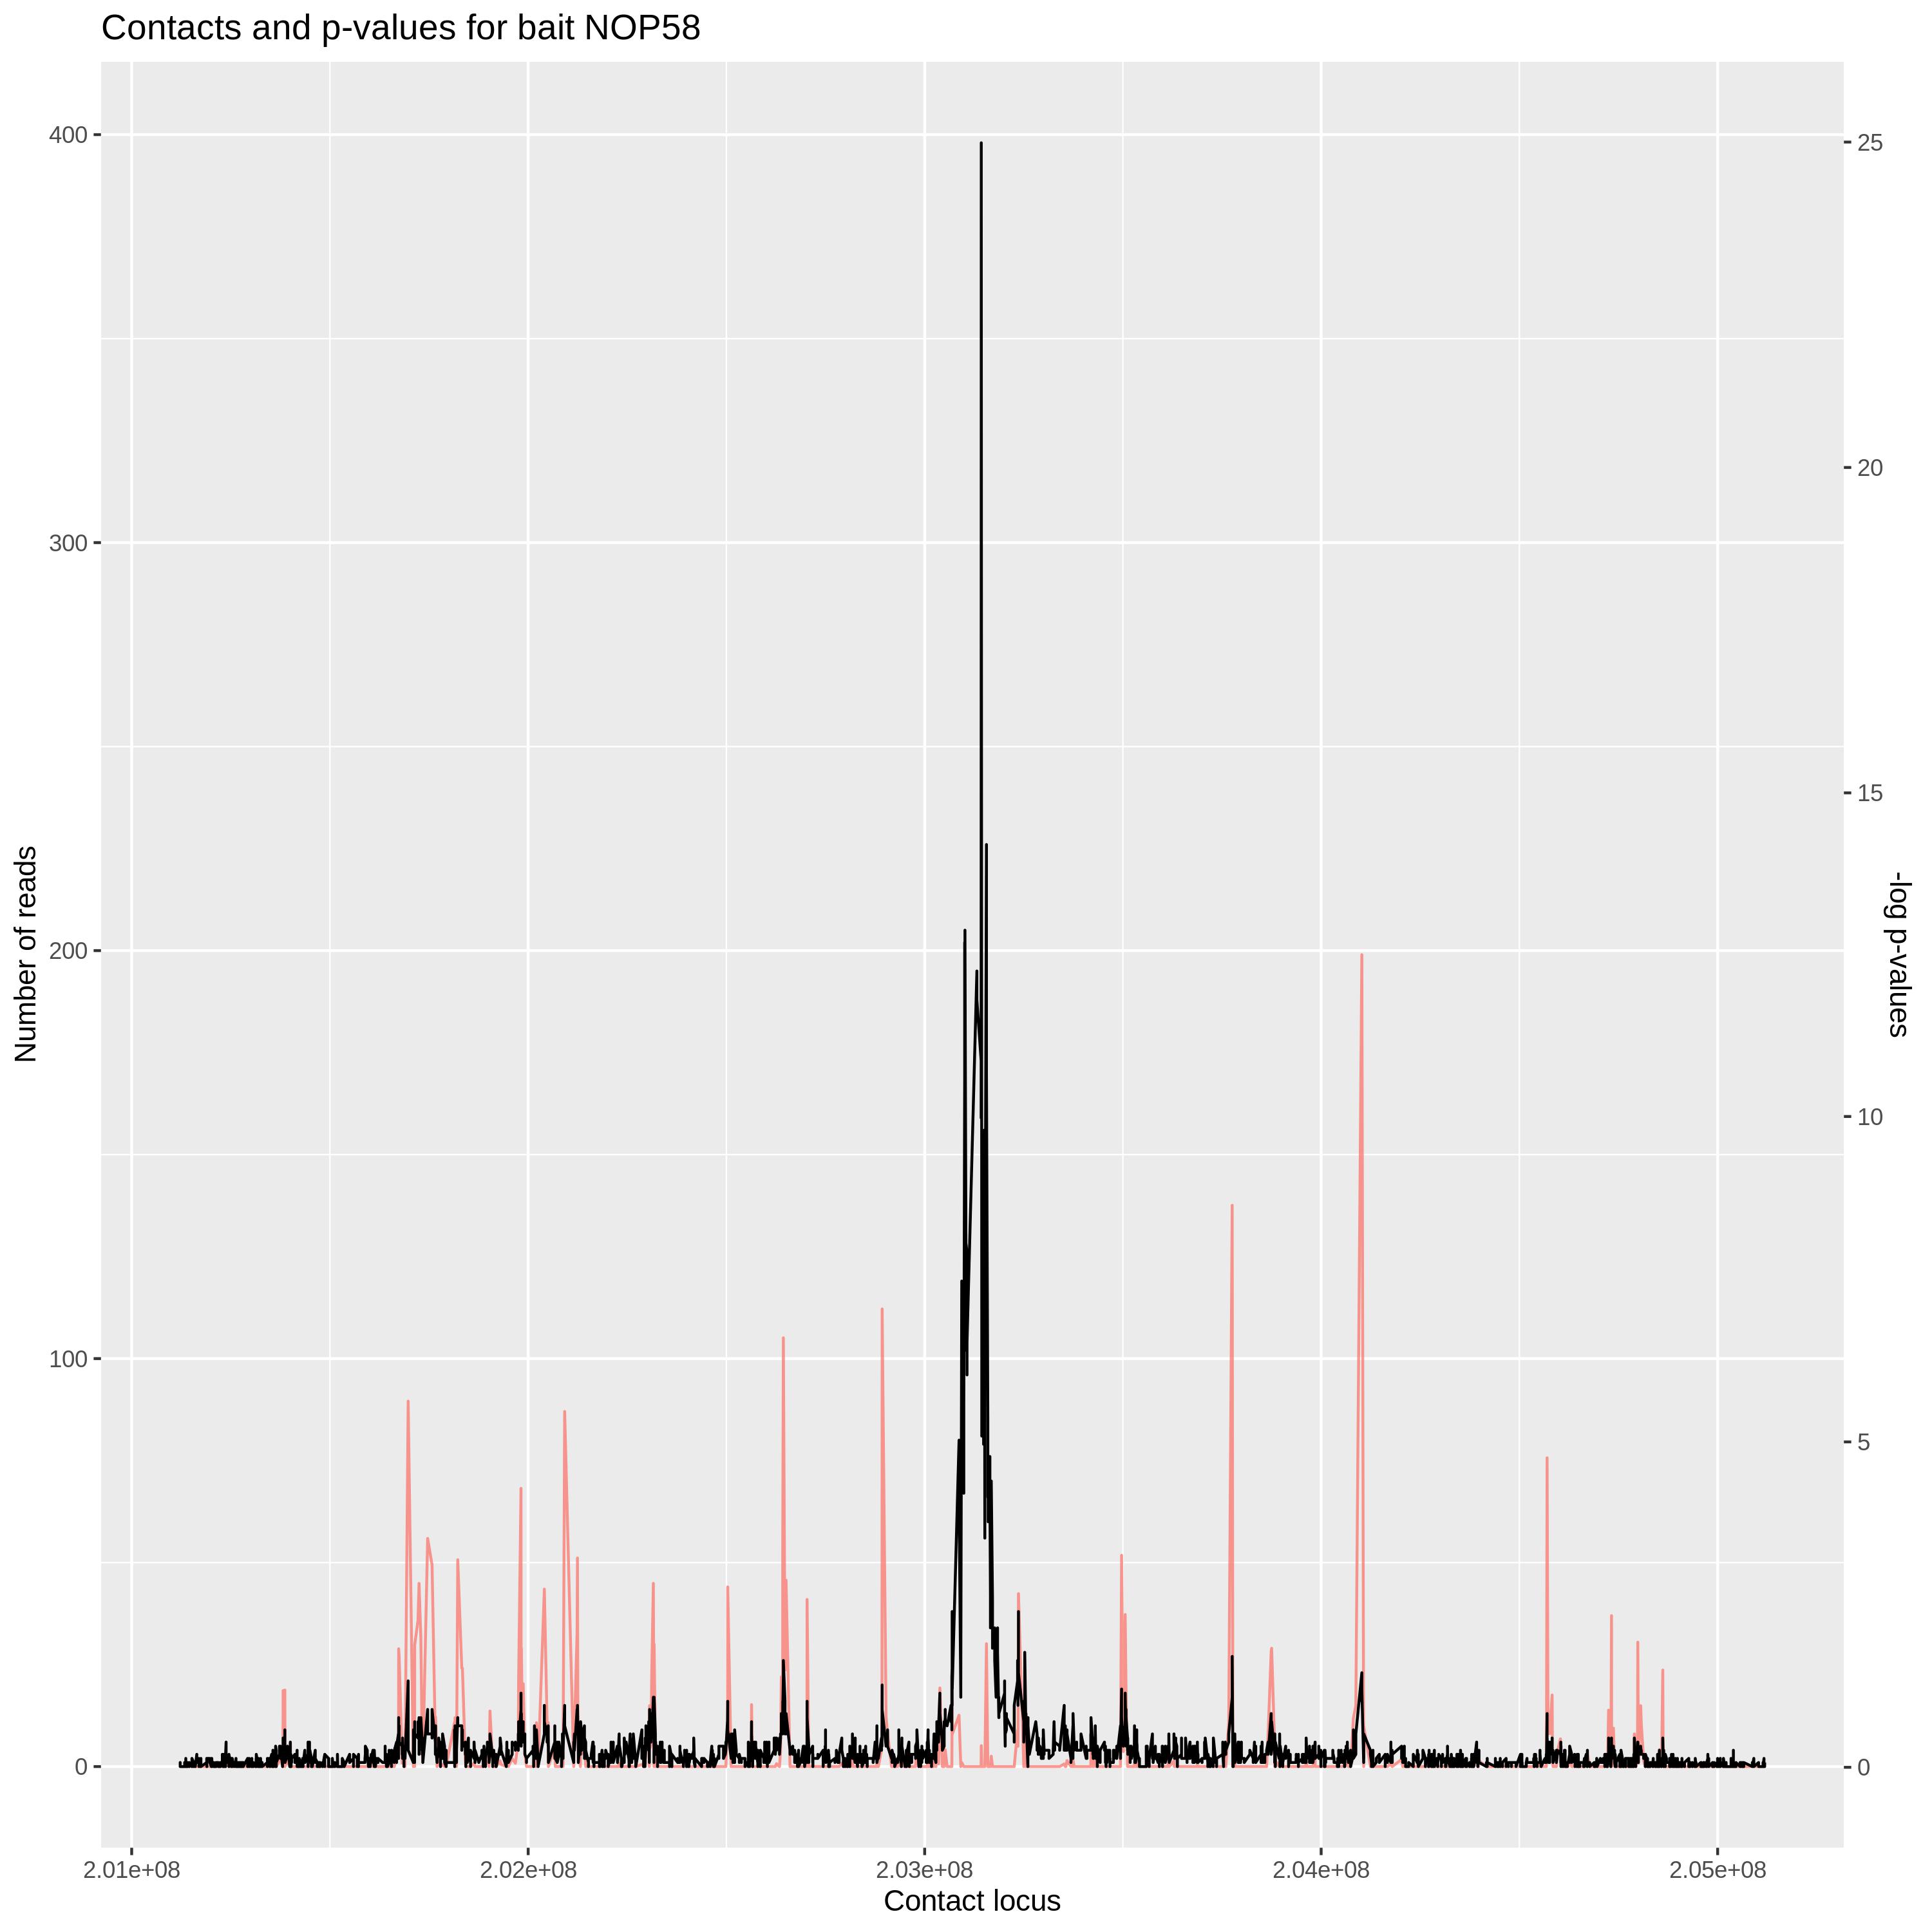 Contacts and p-values for bait NOP58
Number of reads
400
300
200
100
0
25
20
15
10
5
0
-log p-values
2.01e+08
2.02e+08
2.03e+08
2.04e+08
2.05e+08
Contact locus